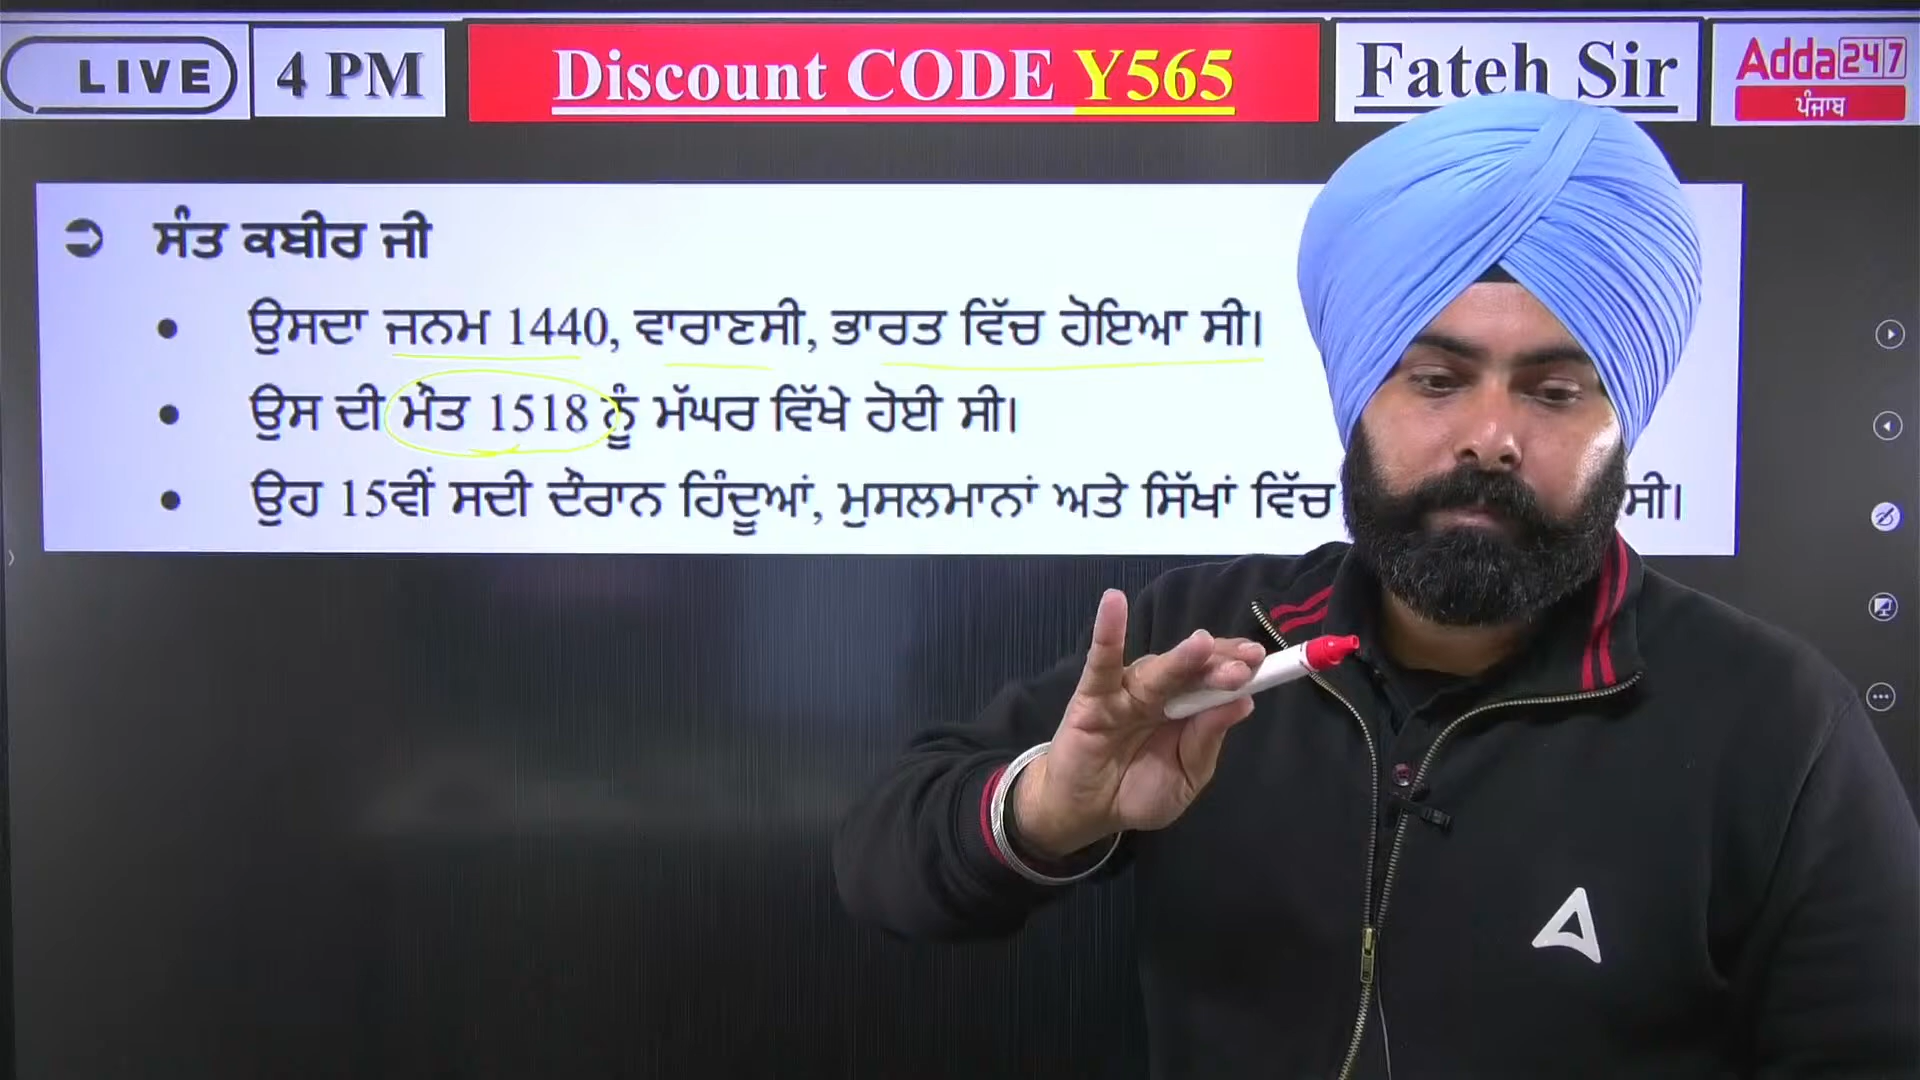 LIVE
4 PM
Discount CODE Y565
Fateh Sir
Adda247
ਪੰਜਾਬ
ਸੰਤ ਕਬੀਰ ਜੀ
ਉਸਦਾ ਜਨਮ 1440, ਵਾਰਾਣਸੀ, ਭਾਰਤ ਵਿੱਚ ਹੋਇਆ ਸੀ।
ਉਸ ਦੀ ਮੌਤ 1518 ਨੂੰ ਮੱਘਰ ਵਿੱਖੇ ਹੋਈ ਸੀ।
ਉਹ 15ਵੀਂ ਸਦੀ ਦੌਰਾਨ ਹਿੰਦੂਆਂ, ਮੁਸਲਮਾਨਾਂ ਅਤੇ ਸਿੱਖਾਂ ਵਿੱਚ ਸੀ।